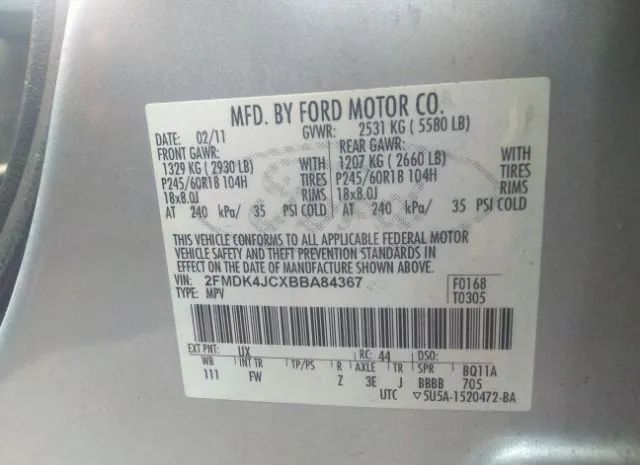 MFD. BY FORD MOTOR CO.
DATE: 02/11 GVWR: 2531 KG ( 5580 LB)
FRONT GAWR: REAR GAWR:
1329 KG ( 2930 LB) WITH 1207 KG ( 2660 LB) WITH
P245/60R18 104H TIRES P245/60R18 104H TIRES
18x8.0J RIMS 18x8.0J RIMS
AT 240 kPa/ 35 PSI COLD AT 240 kPa/ 35 PSI COLD
THIS VEHICLE CONFORMS TO ALL APPLICABLE FEDERAL MOTOR
VEHICLE SAFETY AND THEFT PREVENTION STANDARDS IN
EFFECT ON THE DATE OF MANUFACTURE SHOWN ABOVE.
VIN: 2FMDK4JCXBBA84367 F0168
TYPE: MPV T0305
EXT PNT: UX RC: 44 DSO:
WB INT TR TP/PS R AXLE TR SPR BQ11A
111 FW Z 3E J BBBB 705
UTC 5U5A-1520472-BA